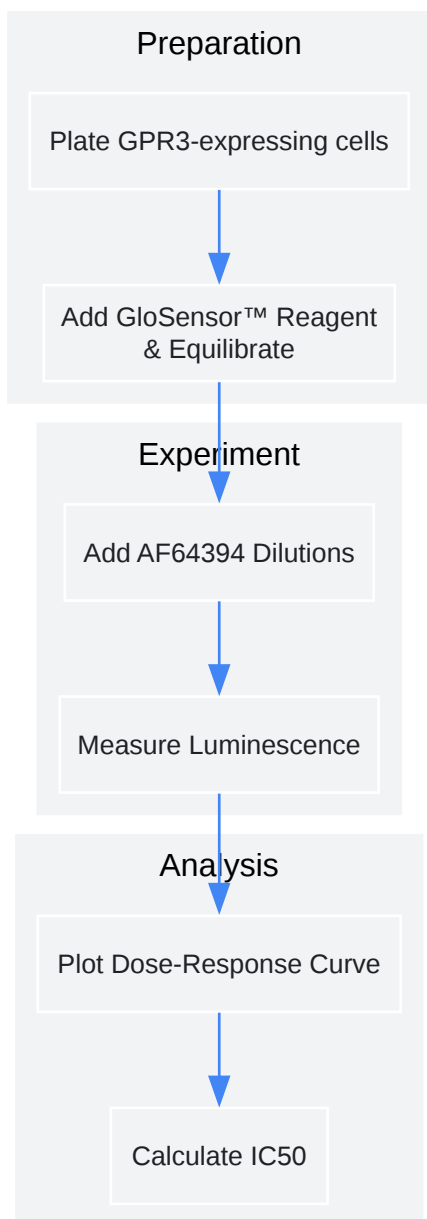 Preparation
Plate GPR3-expressing cells
Add GloSensor™ Reagent
& Equilibrate
Experiment
Add AF64394 Dilutions
Measure Luminescence
Analysis
Plot Dose-Response Curve
Calculate IC50